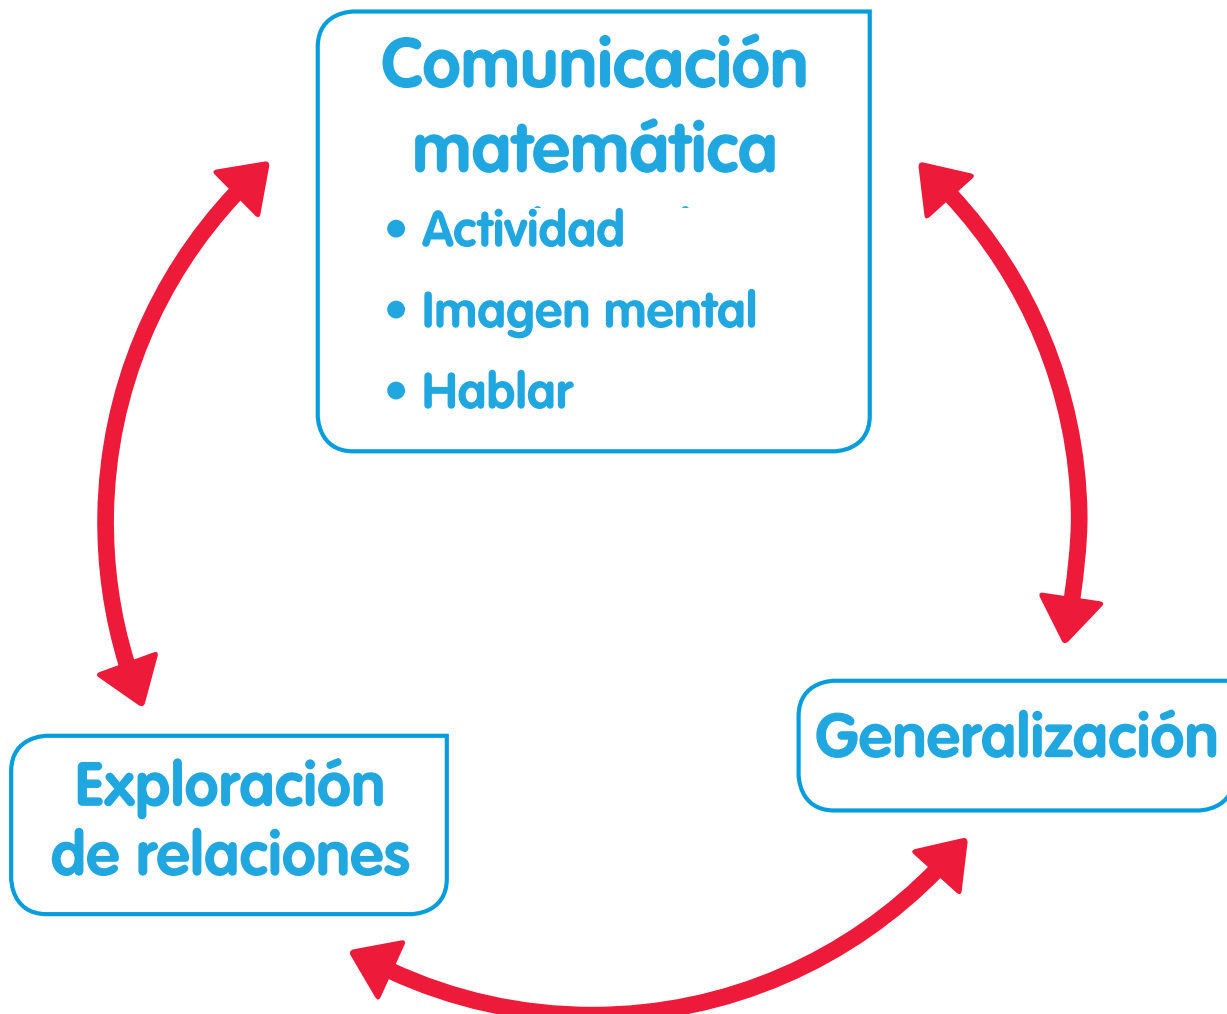 Comunicación
matemática
• Actividad
• Imagen mental
• Hablar
Generalización
Exploración
de relaciones